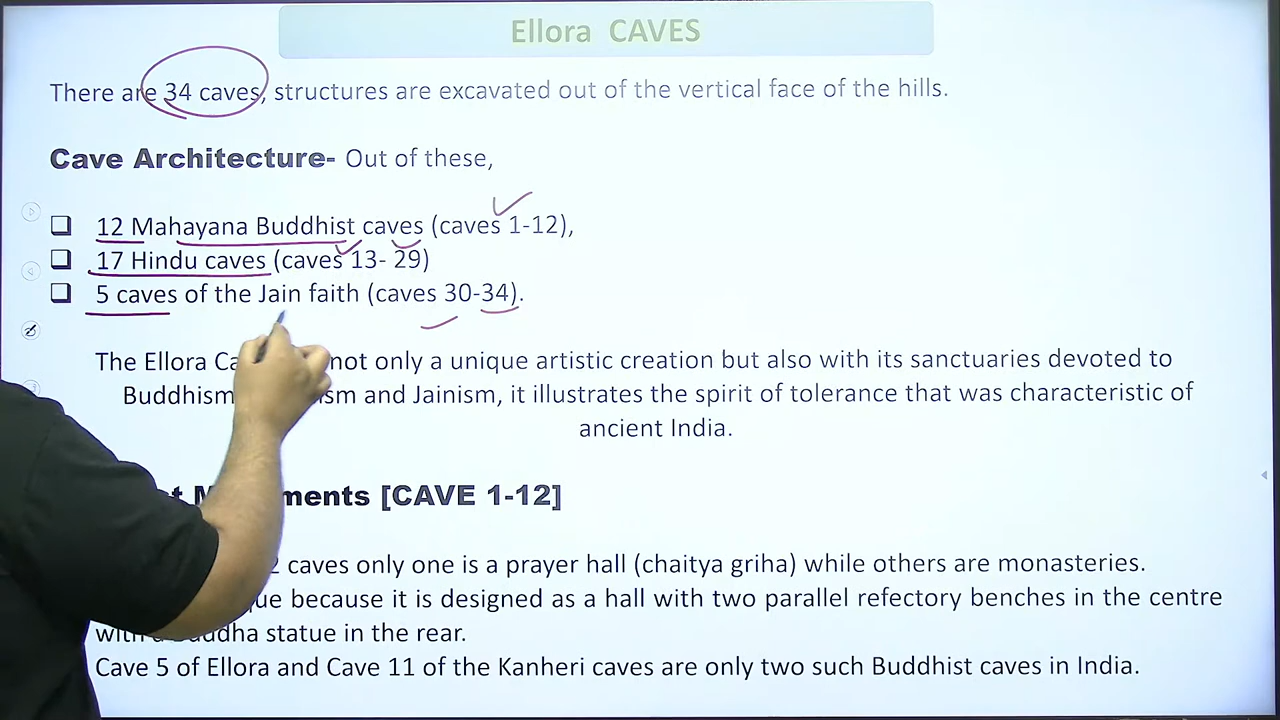 Ellora CAVES
There are 34 caves, structures are excavated out of the vertical face of the hills.
Cave Architecture- Out of these,
12 Mahayana Buddhist caves (caves 1-12),
17 Hindu caves (caves 13- 29)
5 caves of the Jain faith (caves 30-34).
The Ellora not only a unique artistic creation but also with its sanctuaries devoted to
Buddhism and Jainism, it illustrates the spirit of tolerance that was characteristic of
ancient India.
[CAVE 1-12]
caves only one is a prayer hall (chaitya griha) while others are monasteries.
because it is designed as a hall with two parallel refectory benches in the centre
statue in the rear.
Cave 5 of Ellora and Cave 11 of the Kanheri caves are only two such Buddhist caves in India.